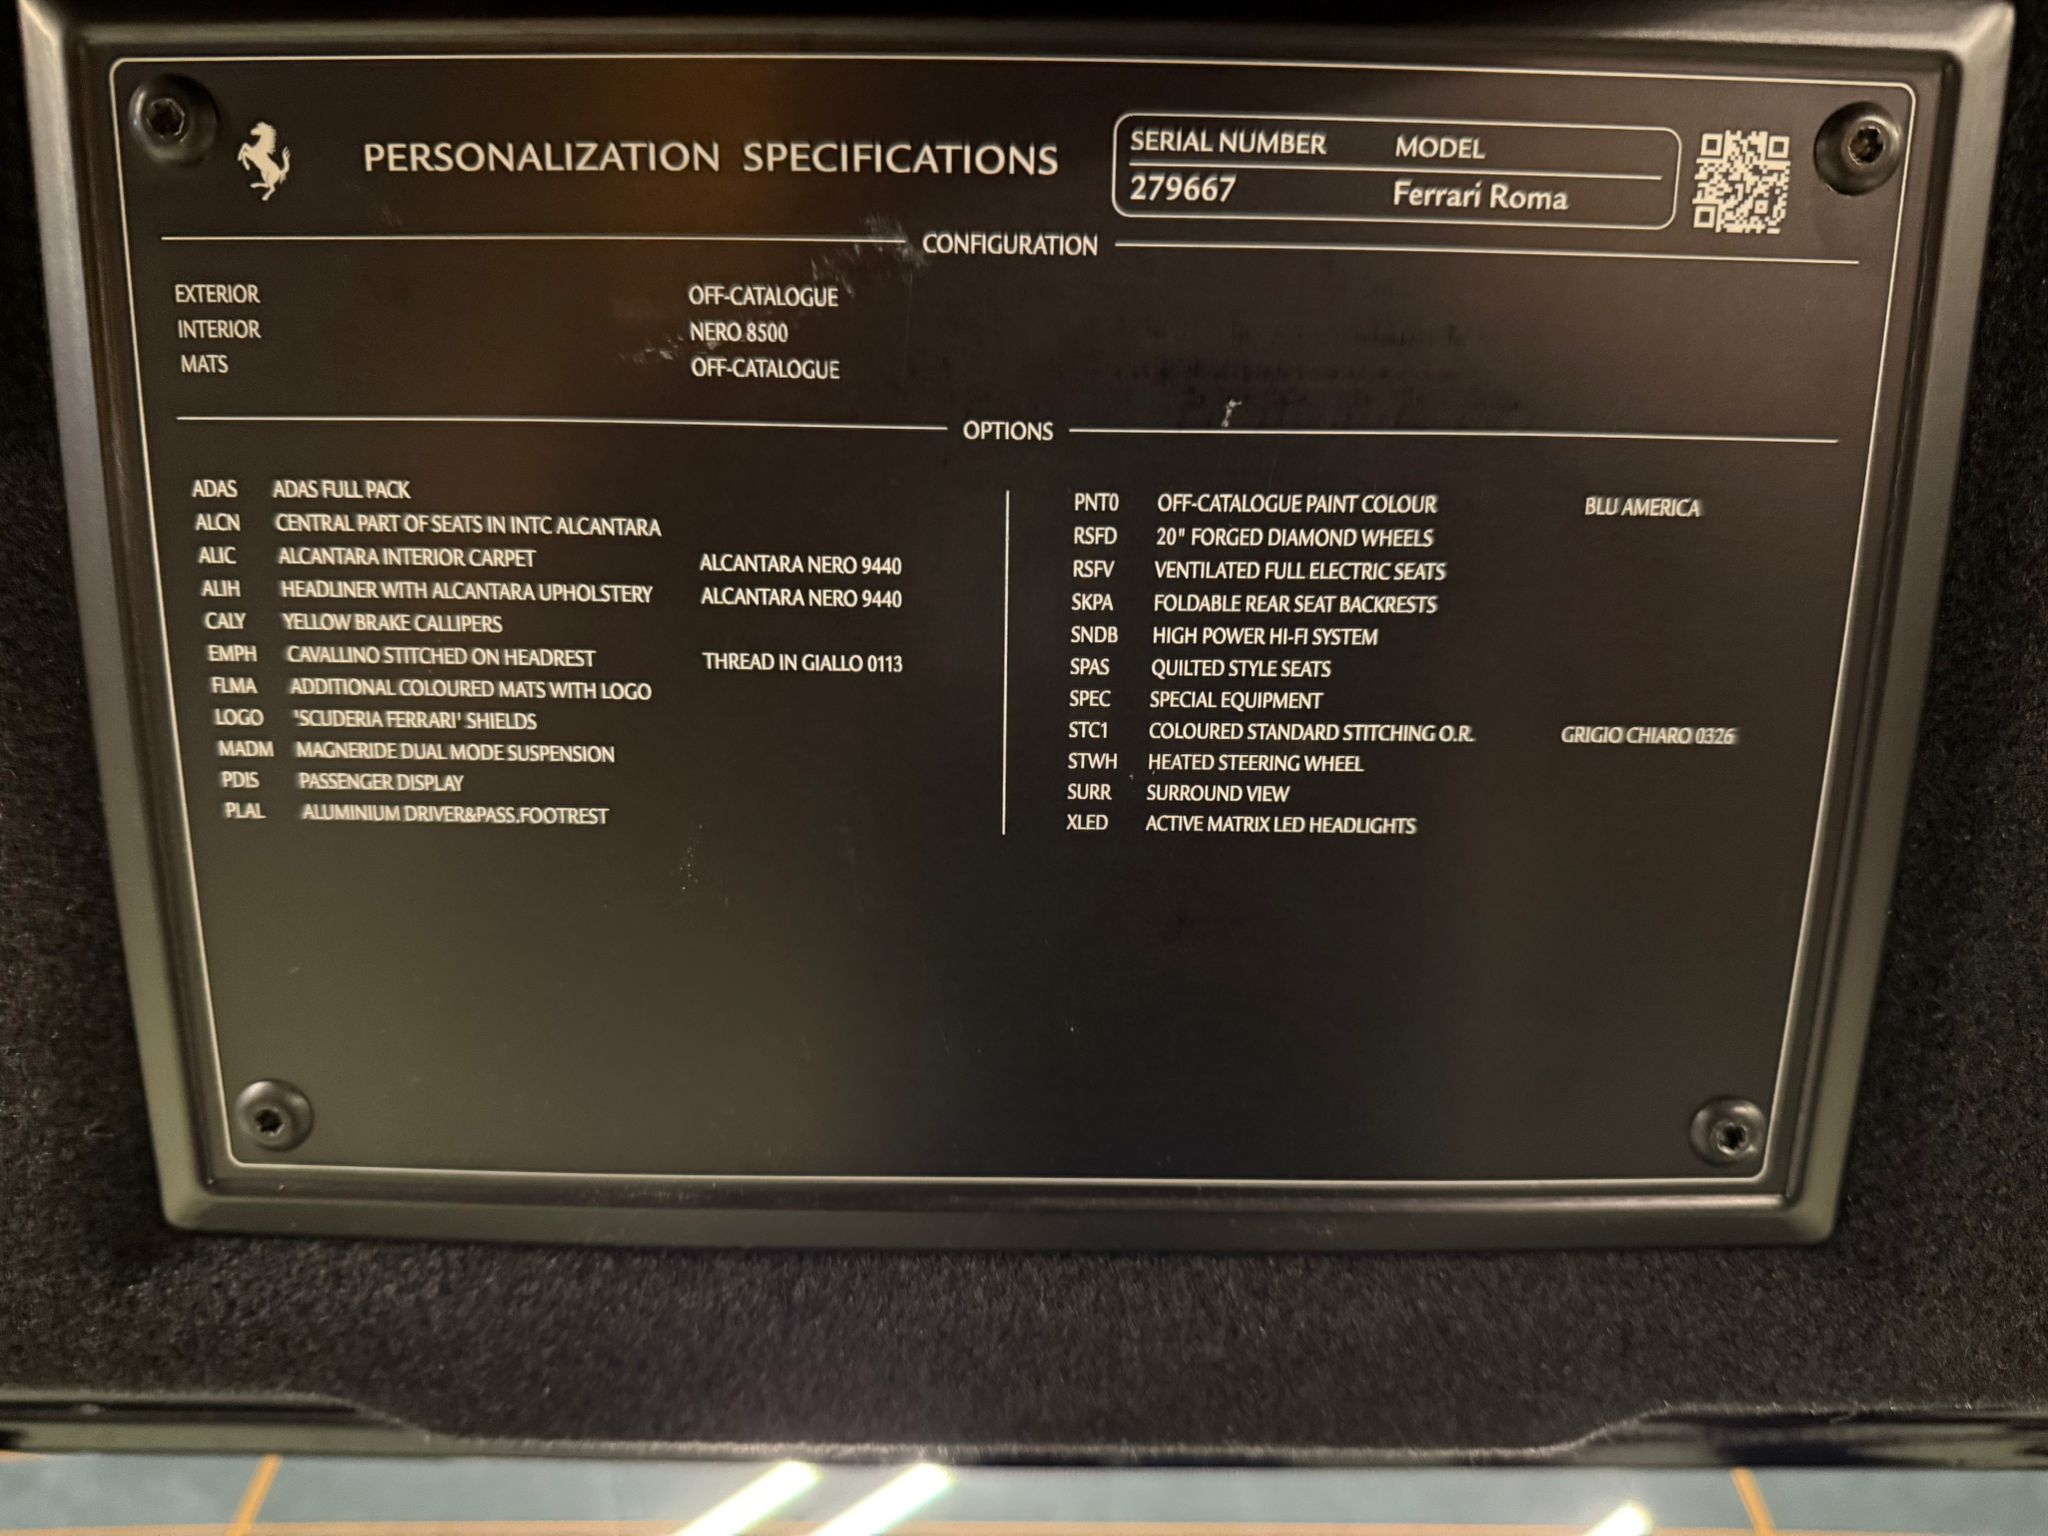 PERSONALIZATION SPECIFICATIONS
SERIAL NUMBER MODEL
279667 Ferrari Roma
CONFIGURATION
EXTERIOR OFF-CATALOGUE
INTERIOR NERO 8500
MATS OFF-CATALOGUE
OPTIONS
ADAS ADAS FULL PACK
ALCN CENTRAL PART OF SEATS IN INTC ALCANTARA
ALIC ALCANTARA INTERIOR CARPET ALCANTARA NERO 9440
ALIH HEADLINER WITH ALCANTARA UPHOLSTERY ALCANTARA NERO 9440
CALY YELLOW BRAKE CALLIPERS
EMPH CAVALLINO STITCHED ON HEADREST THREAD IN GIALLO 0113
FLMA ADDITIONAL COLOURED MATS WITH LOGO
LOGO 'SCUDERIA FERRARI' SHIELDS
MADM MAGNERIDE DUAL MODE SUSPENSION
PDIS PASSENGER DISPLAY
PLAL ALUMINIUM DRIVER&PASS.FOOTREST
PNT0 OFF-CATALOGUE PAINT COLOUR BLU AMERICA
RSFD 20" FORGED DIAMOND WHEELS
RSFV VENTILATED FULL ELECTRIC SEATS
SKPA FOLDABLE REAR SEAT BACKRESTS
SNDB HIGH POWER HI-FI SYSTEM
SPAS QUILTED STYLE SEATS
SPEC SPECIAL EQUIPMENT
STC1 COLOURED STANDARD STITCHING O.R. GRIGIO CHIARO 0326
STWH HEATED STEERING WHEEL
SURR SURROUND VIEW
XLED ACTIVE MATRIX LED HEADLIGHTS